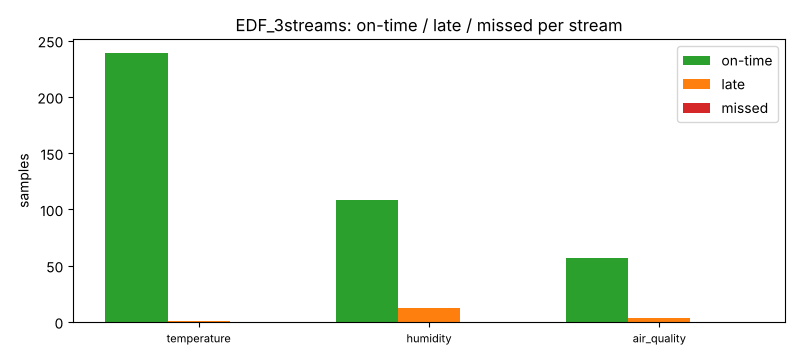 EDF_3streams: on-time / late / missed per stream
250
200
150
100
50
0
samples
on-time
late
missed
temperature
humidity
air_quality